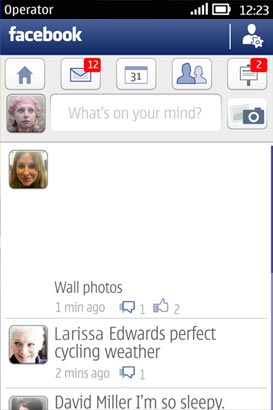 Operator 12:23
facebook
12 31 2
What's on your mind?
Wall photos
1 min ago 1 2
Larissa Edwards perfect
cycling weather
2 mins ago 1
David Miller I'm so sleepy.